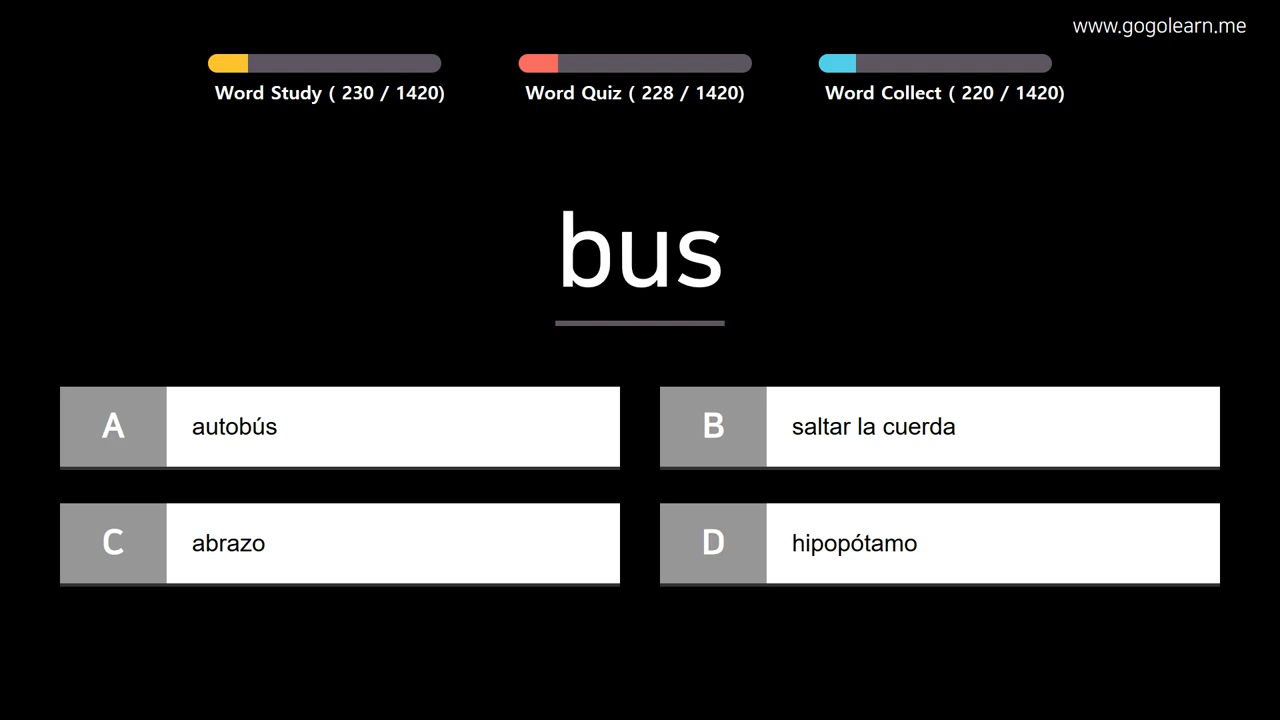 www.gogolearn.me
Word Study ( 230 / 1420)
Word Quiz ( 228 / 1420)
Word Collect ( 220 / 1420)
bus
A autobús
B saltar la cuerda
C abrazo
D hipopótamo